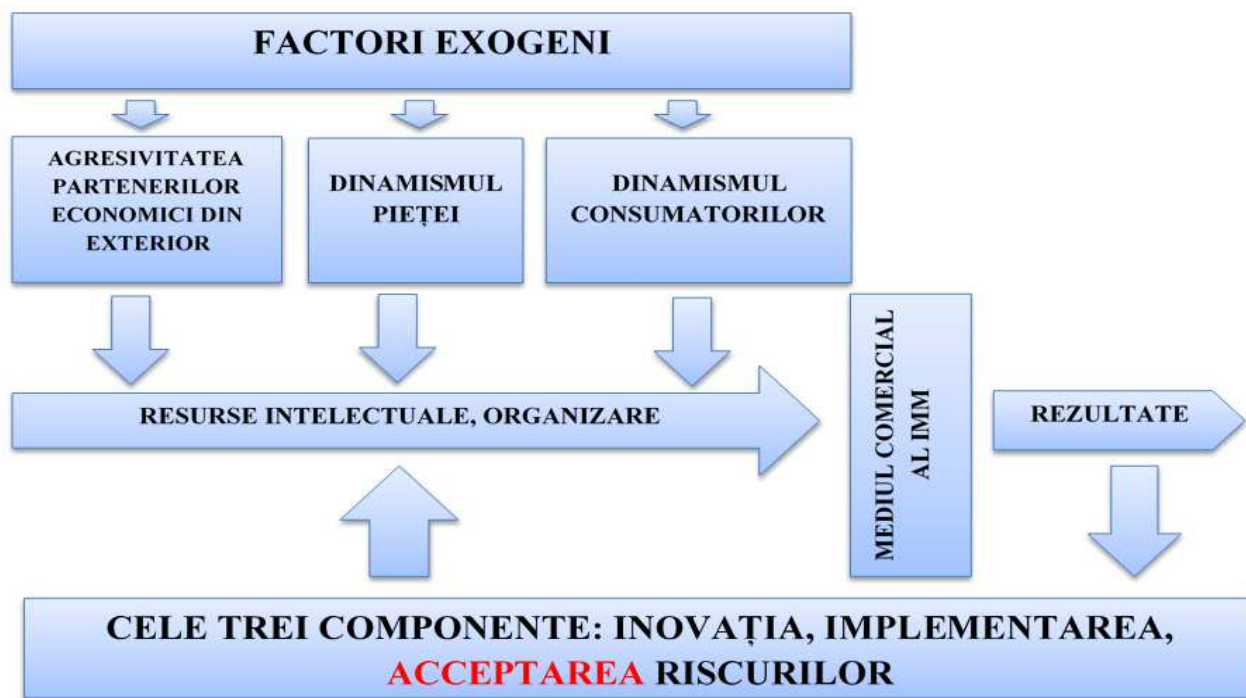 FACTORI EXOGENI
AGRESIVITATEA
PARTENERILOR
ECONOMICI DIN
EXTERIOR
DINAMISMUL
PIEȚEI
DINAMISMUL
CONSUMATORILOR
RESURSE INTELECTUALE, ORGANIZARE
MEDIUL COMERCIAL
AL IMM
REZULTATE
CELE TREI COMPONENTE: INOVAȚIA, IMPLEMENTAREA,
ACCEPTAREA RISCURILOR